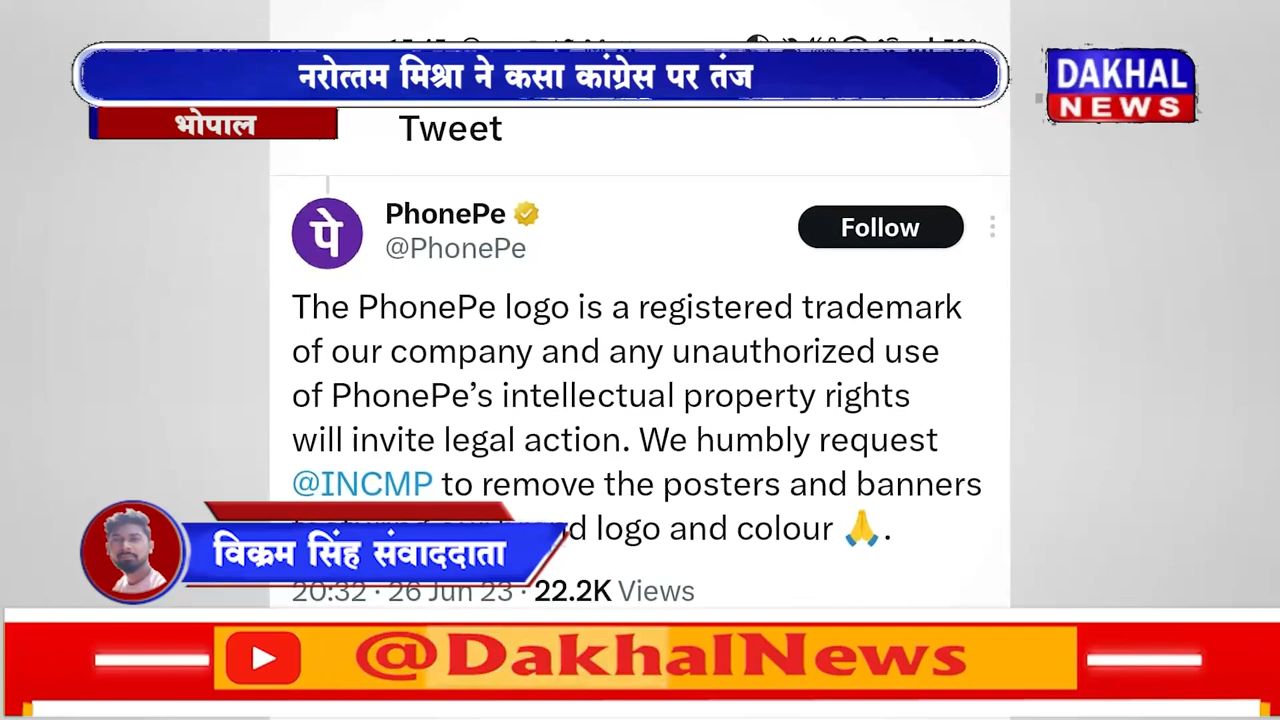 नरोत्तम मिश्रा ने कसा कांग्रेस पर तंज
DAKHAL
NEWS
भोपाल
Tweet
पे
PhonePe
@PhonePe
Follow
The PhonePe logo is a registered trademark
of our company and any unauthorized use
of PhonePe’s intellectual property rights
will invite legal action. We humbly request
@INCMP to remove the posters and banners
logo and colour 🙏.
विक्रम सिंह संवाददाता
20:32 · 26 Jun 23 · 22.2K Views
@DakhalNews